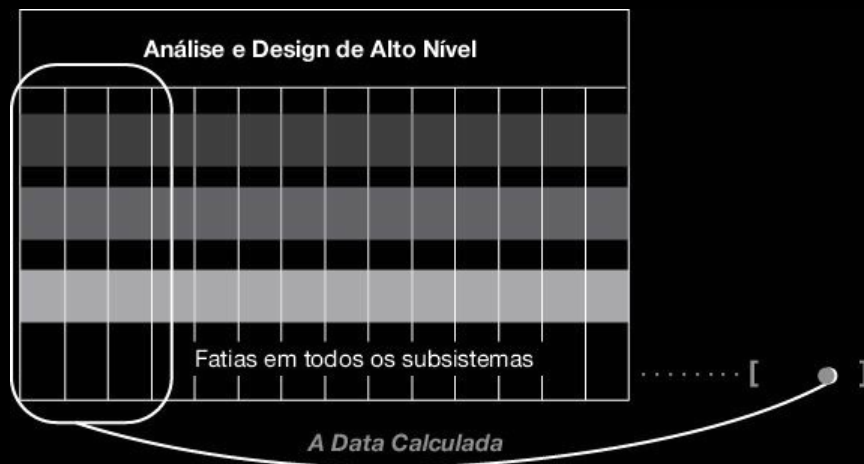 Análise e Design de Alto Nível
Fatias em todos os subsistemas
........[ ]
A Data Calculada